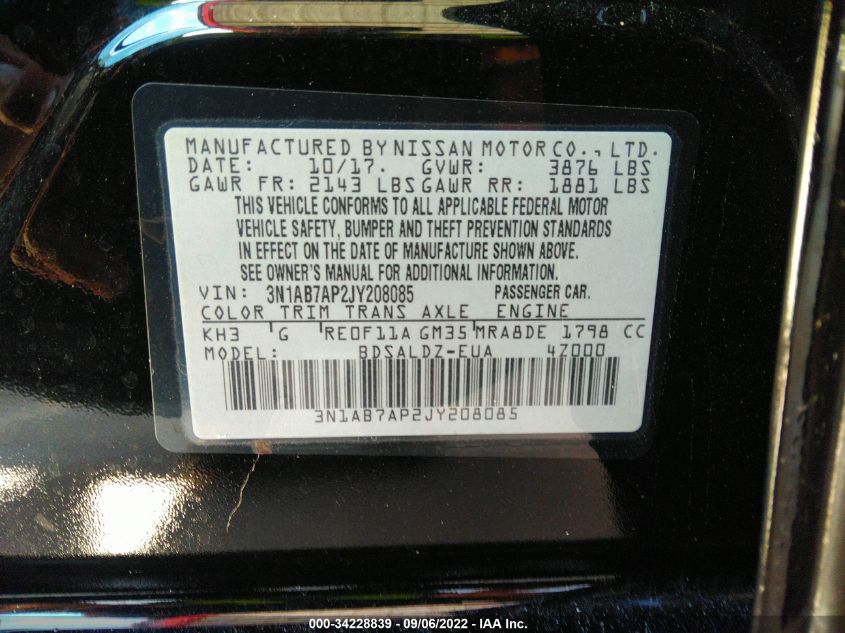 MANUFACTURED BY NISSAN MOTOR CO., LTD.
DATE: 10/17. GVWR: 3876 LBS
GAWR FR: 2143 LBS GAWR RR: 1881 LBS
THIS VEHICLE CONFORMS TO ALL APPLICABLE FEDERAL MOTOR
VEHICLE SAFETY, BUMPER AND THEFT PREVENTION STANDARDS
IN EFFECT ON THE DATE OF MANUFACTURE SHOWN ABOVE.
SEE OWNER'S MANUAL FOR ADDITIONAL INFORMATION.
VIN: 3N1AB7AP2JY208085 PASSENGER CAR.
COLOR TRIM TRANS AXLE ENGINE
KH3 'G RE0F11A GM35 MRA8DE 1798 CC
MODEL: BDSALDZ-EUA 4Z000
3N1AB7AP2JY208085
000-34228839 - 09/06/2022 - IAA Inc.